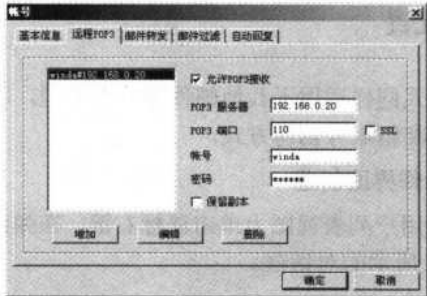 帐号
基本信息 远程POP3 邮件转发 邮件过滤 自动回复
winda#192.168.0.20
允许POP3接收
POP3 服务器 192.168.0.20
POP3 端口 110 SSL
帐号 winda
密码 ******
保留副本
增加 编辑 删除
确定 取消